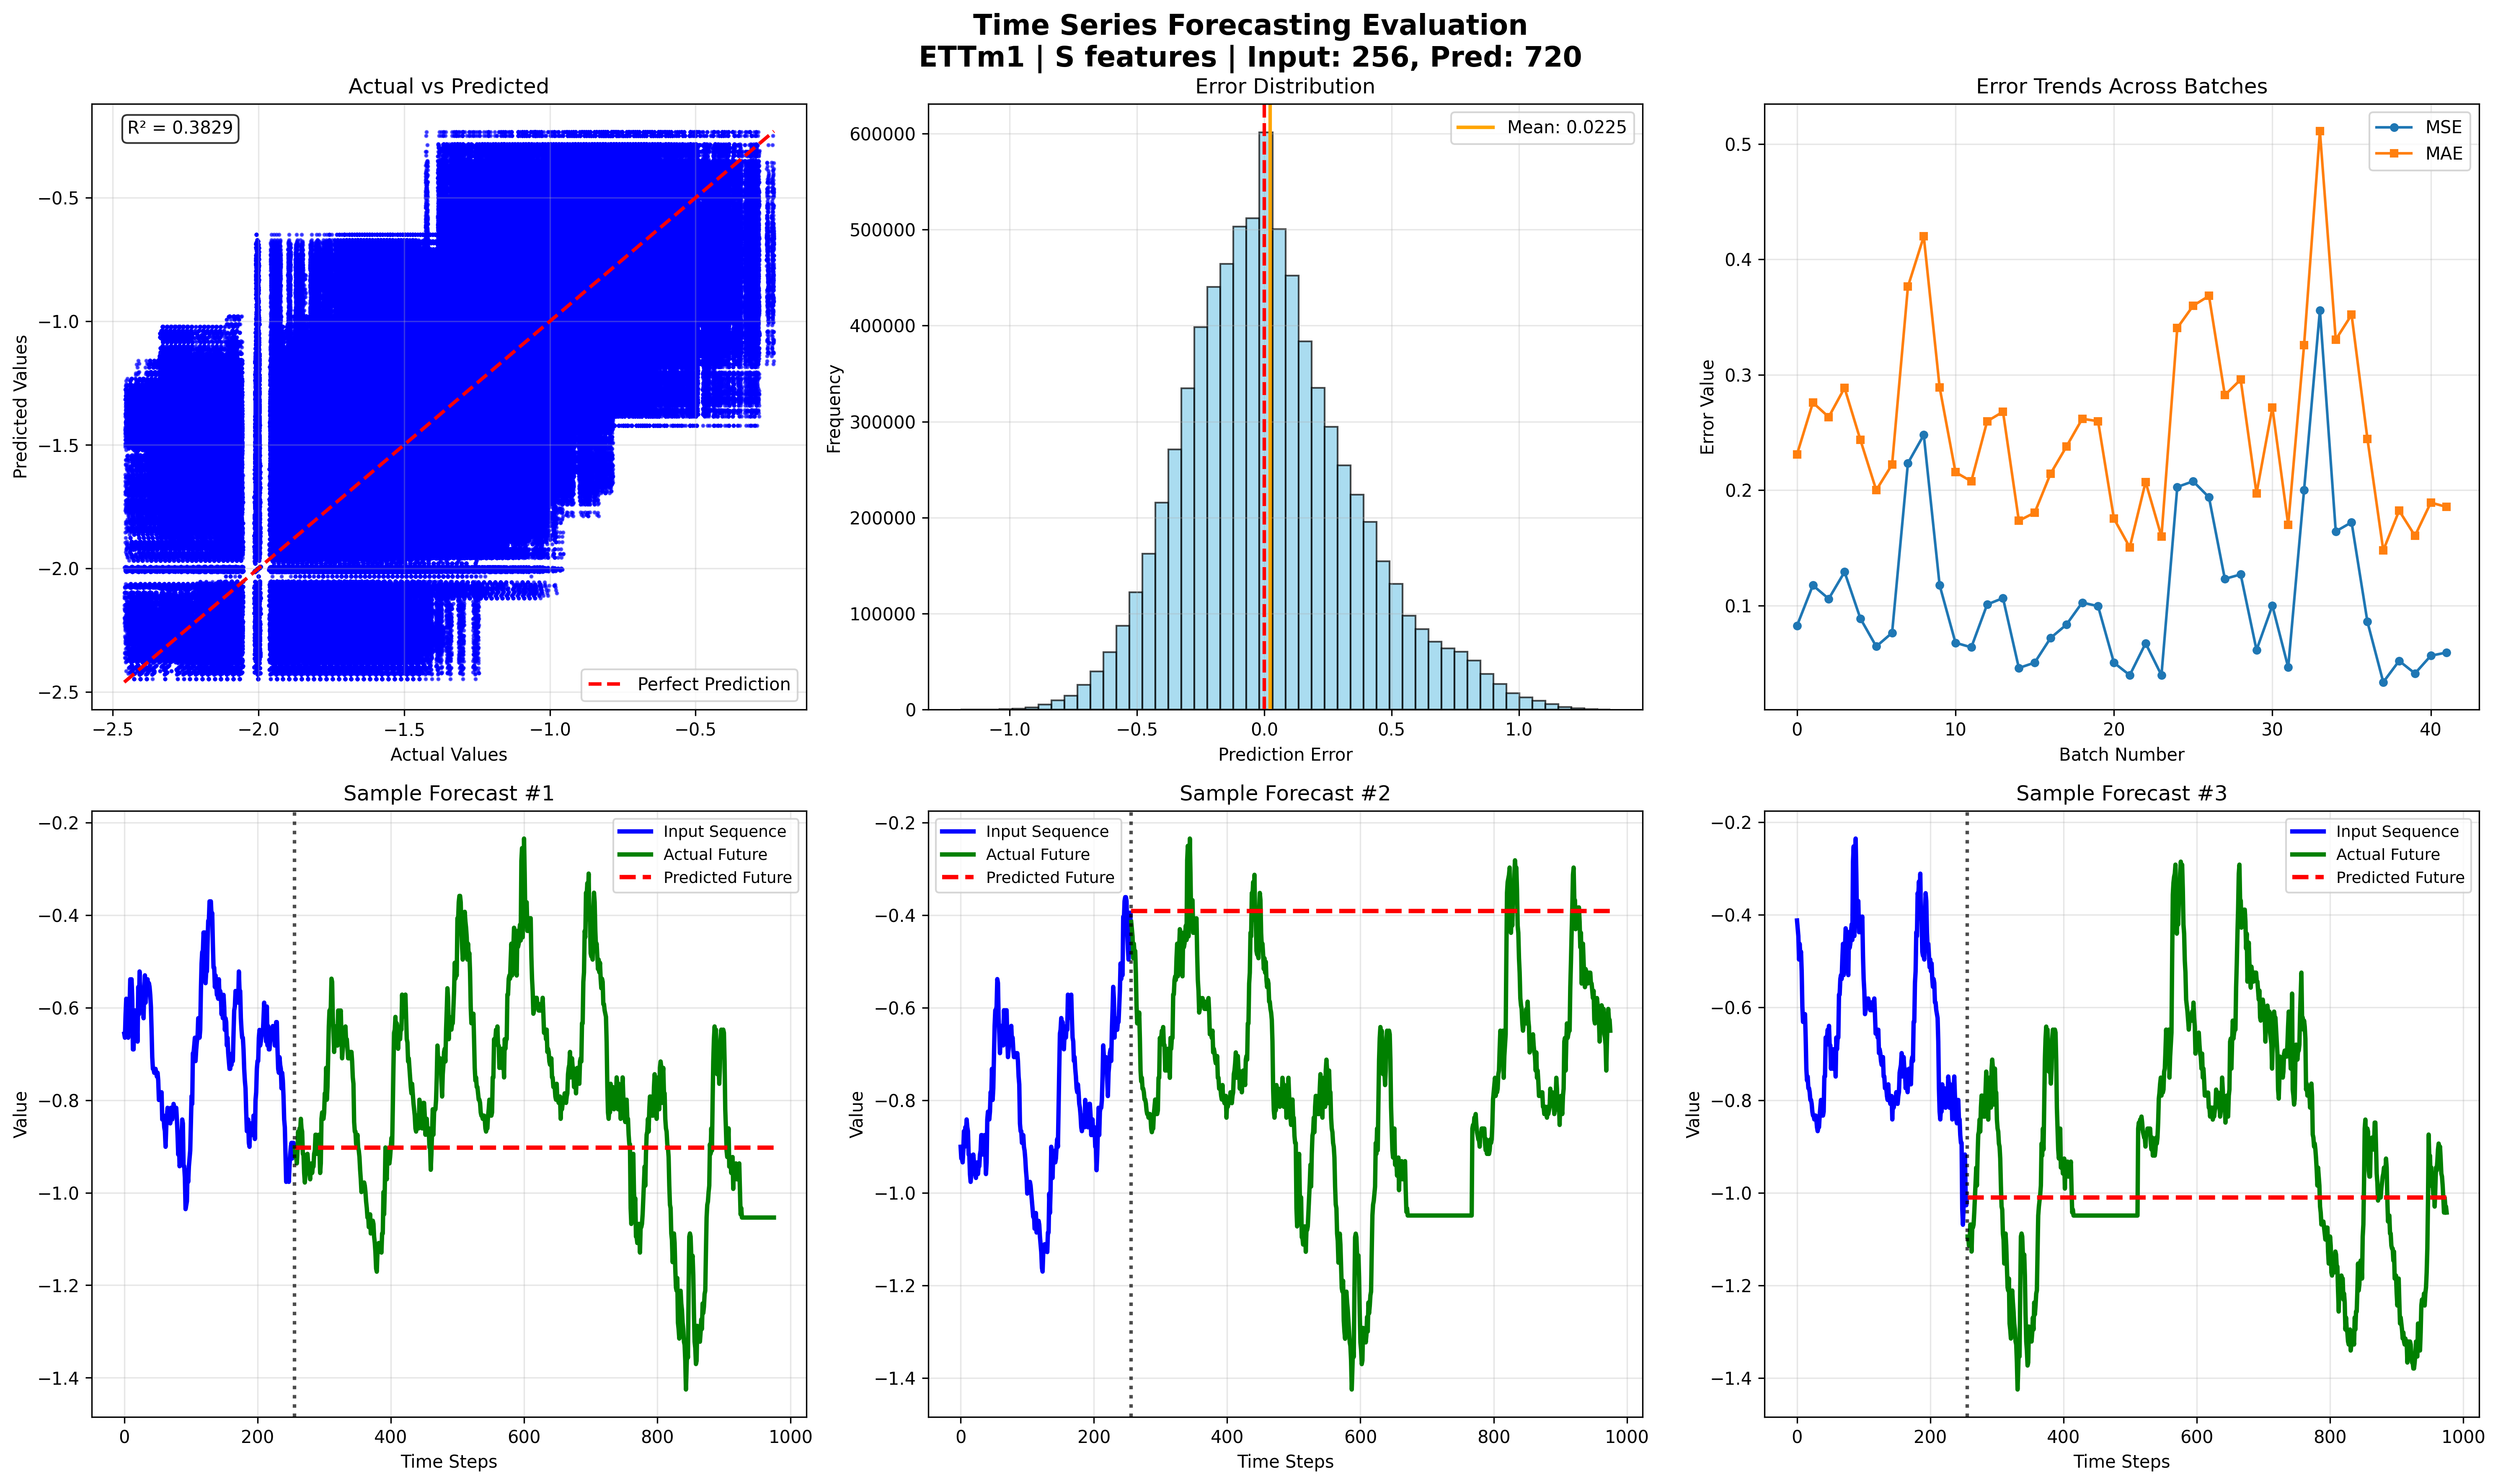 Time Series Forecasting Evaluation
ETTm1 | S features | Input: 256, Pred: 720
Actual vs Predicted
R² = 0.3829
Perfect Prediction
Predicted Values
−0.5
−1.0
−1.5
−2.0
−2.5
−2.5 −2.0 −1.5 −1.0 −0.5
Actual Values
Error Distribution
Mean: 0.0225
Frequency
600000
500000
400000
300000
200000
100000
0
−1.0 −0.5 0.0 0.5 1.0
Prediction Error
Error Trends Across Batches
MSE
MAE
Error Value
0.5
0.4
0.3
0.2
0.1
0 10 20 30 40
Batch Number
Sample Forecast #1
Input Sequence
Actual Future
Predicted Future
Value
−0.2
−0.4
−0.6
−0.8
−1.0
−1.2
−1.4
0 200 400 600 800 1000
Time Steps
Sample Forecast #2
Input Sequence
Actual Future
Predicted Future
Value
−0.2
−0.4
−0.6
−0.8
−1.0
−1.2
−1.4
0 200 400 600 800 1000
Time Steps
Sample Forecast #3
Input Sequence
Actual Future
Predicted Future
Value
−0.2
−0.4
−0.6
−0.8
−1.0
−1.2
−1.4
0 200 400 600 800 1000
Time Steps